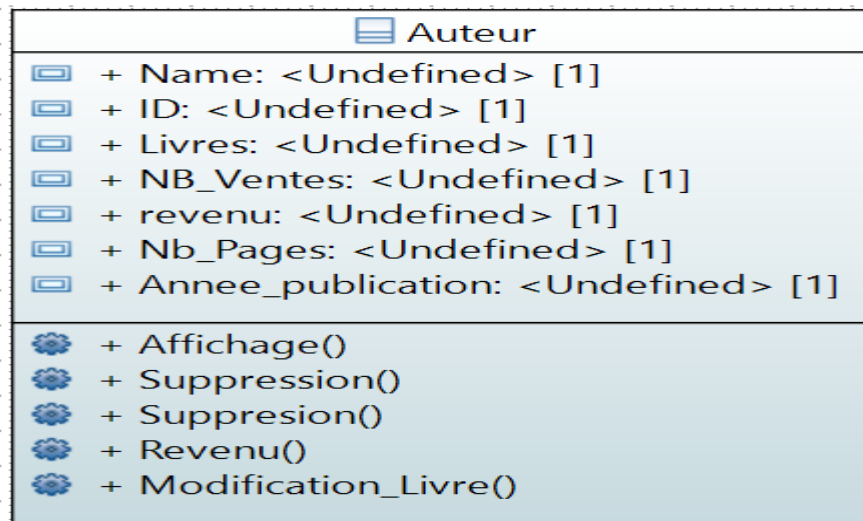 Auteur
+ Name: <Undefined> [1]
+ ID: <Undefined> [1]
+ Livres: <Undefined> [1]
+ NB_Ventes: <Undefined> [1]
+ revenu: <Undefined> [1]
+ Nb_Pages: <Undefined> [1]
+ Annee_publication: <Undefined> [1]
+ Affichage()
+ Suppression()
+ Suppresion()
+ Revenu()
+ Modification_Livre()